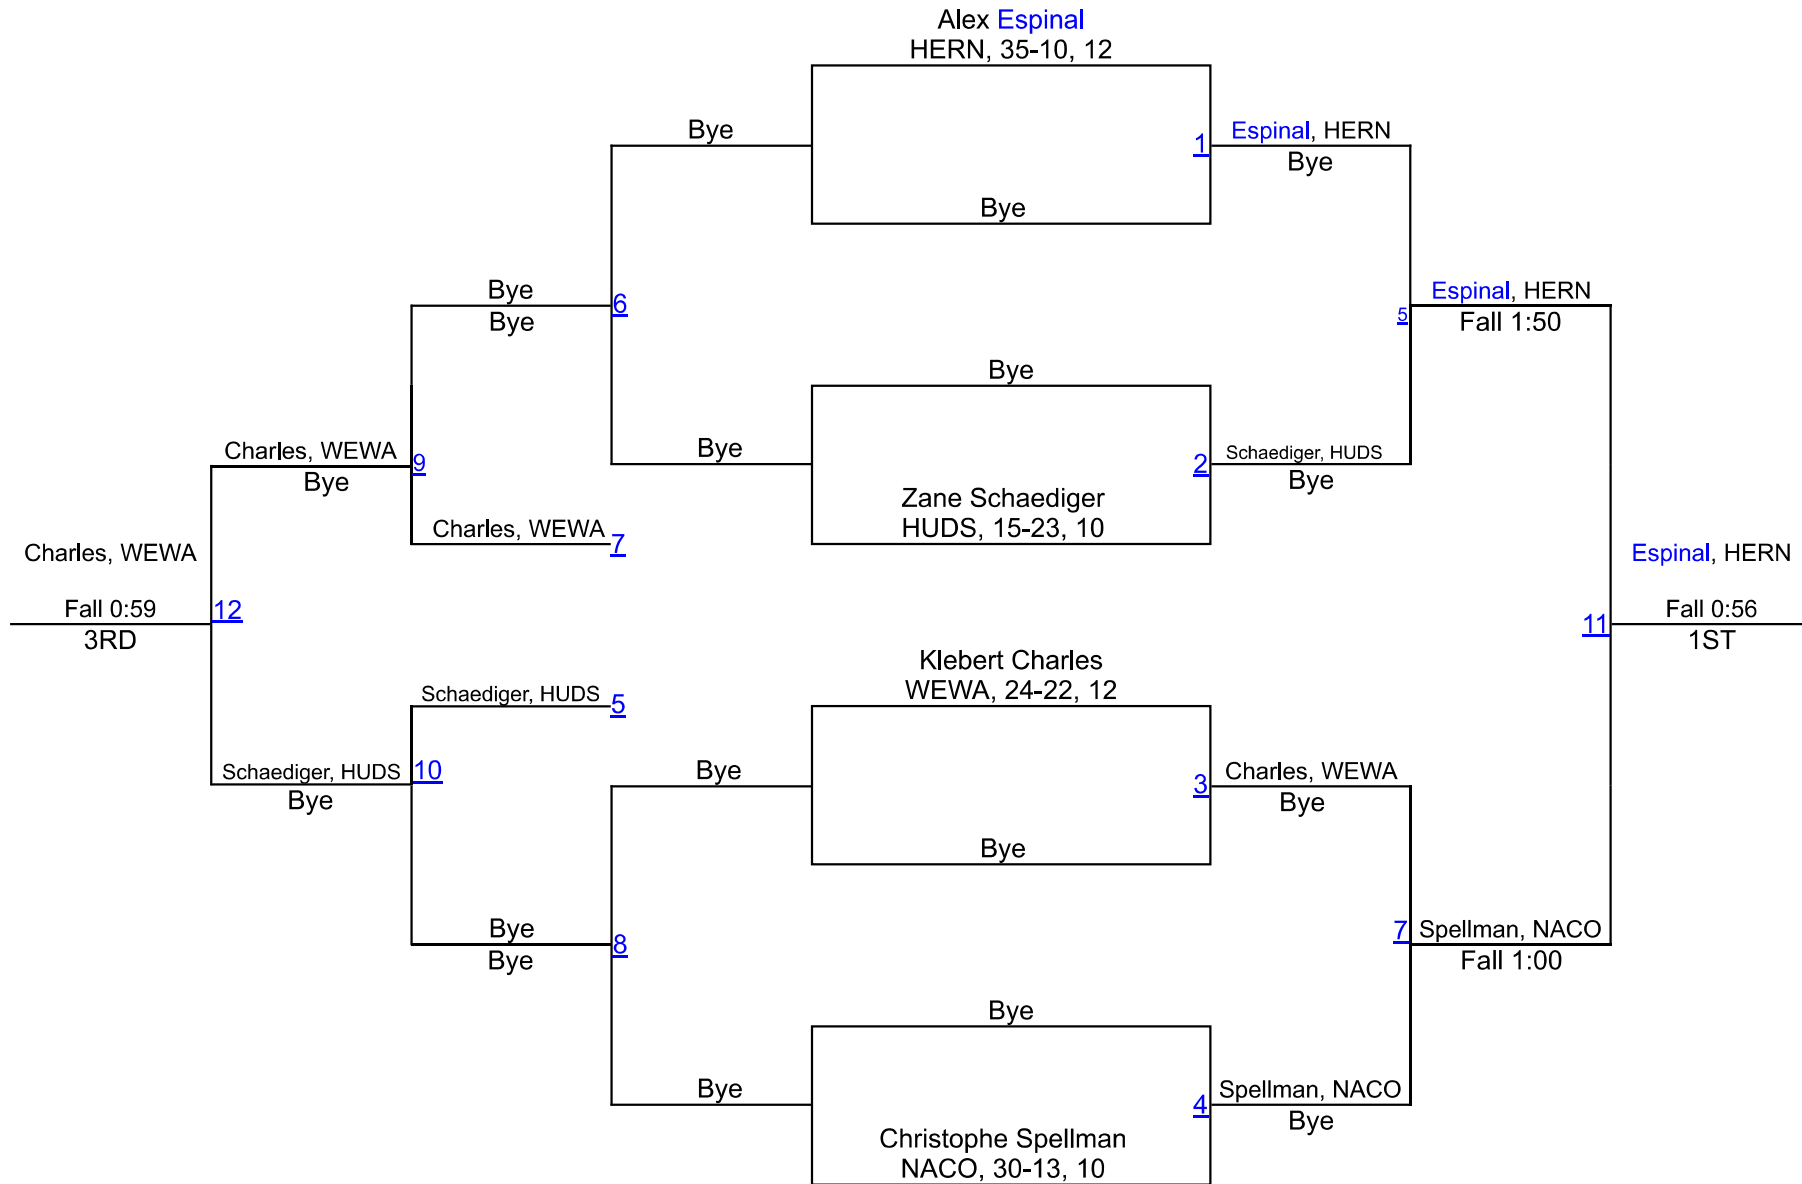 Alex Espinal
HERN, 35-10, 12
Bye
1
Espinal, HERN
Bye
Bye
Bye
Bye
6
Espinal, HERN
5
Fall 1:50
Bye
Charles, WEWA
9
Bye
Bye
2
Schaediger, HUDS
Bye
Zane Schaediger
HUDS, 15-23, 10
Charles, WEWA
7
Charles, WEWA
Fall 0:59
12
3RD
Espinal, HERN
Fall 0:56
11
1ST
Klebert Charles
WEWA, 24-22, 12
Schaediger, HUDS
5
Schaediger, HUDS
10
Bye
Bye
3
Charles, WEWA
Bye
Bye
Bye
8
Bye
7
Spellman, NACO
Fall 1:00
Bye
Bye
4
Spellman, NACO
Bye
Christophe Spellman
NACO, 30-13, 10